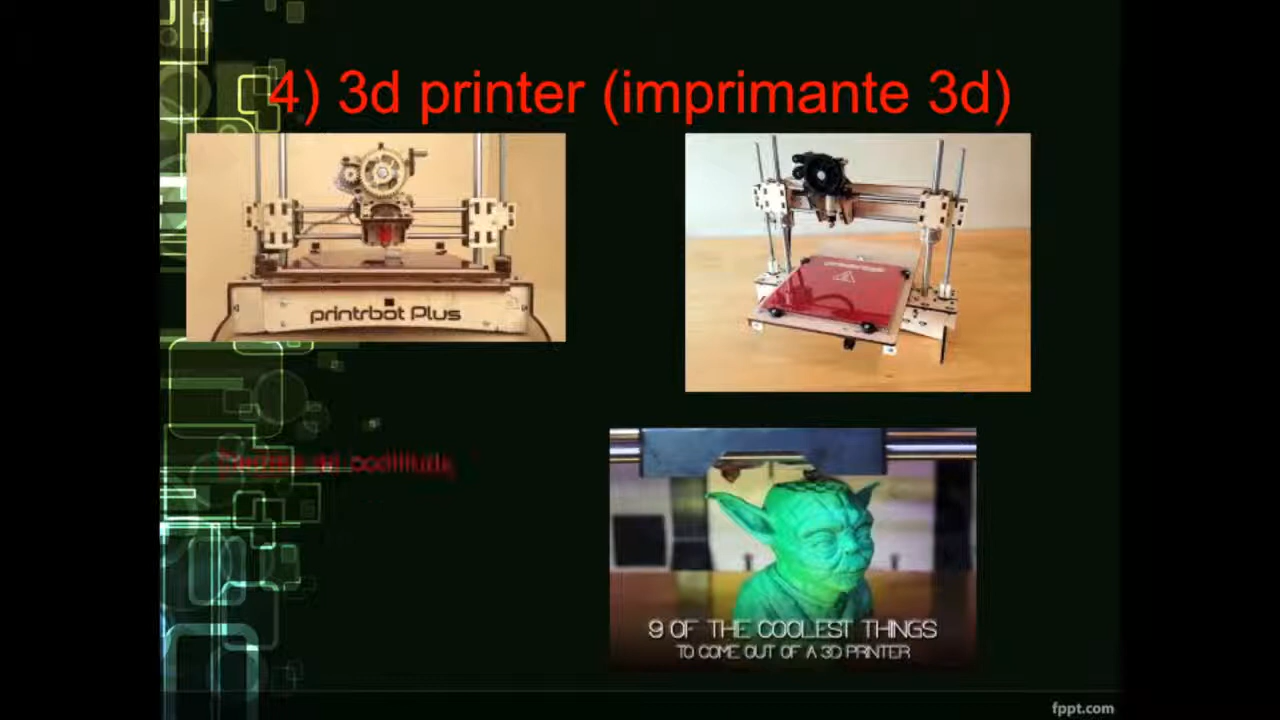 4) 3d printer (imprimante 3d)
printrbot Plus
9 OF THE COOLEST THINGS
TO COME OUT OF A 3D PRINTER
fppt.com